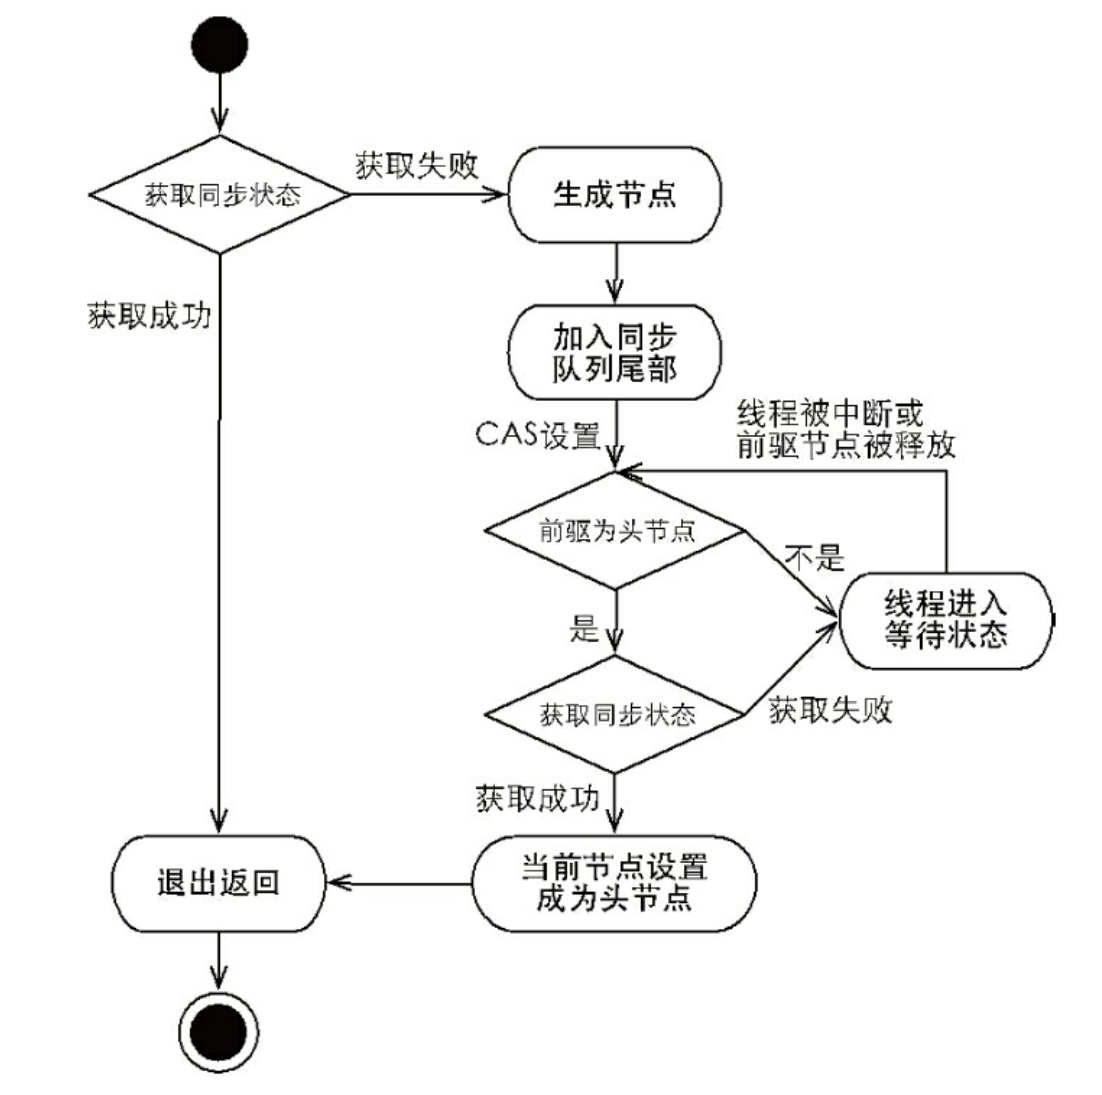 获取失败
获取同步状态
生成节点
获取成功
加入同步
队列尾部
CAS设置
线程被中断或
前驱节点被释放
前驱为头节点
不是
线程进入
等待状态
是
获取同步状态
获取失败
获取成功
当前节点设置
成为头节点
退出返回